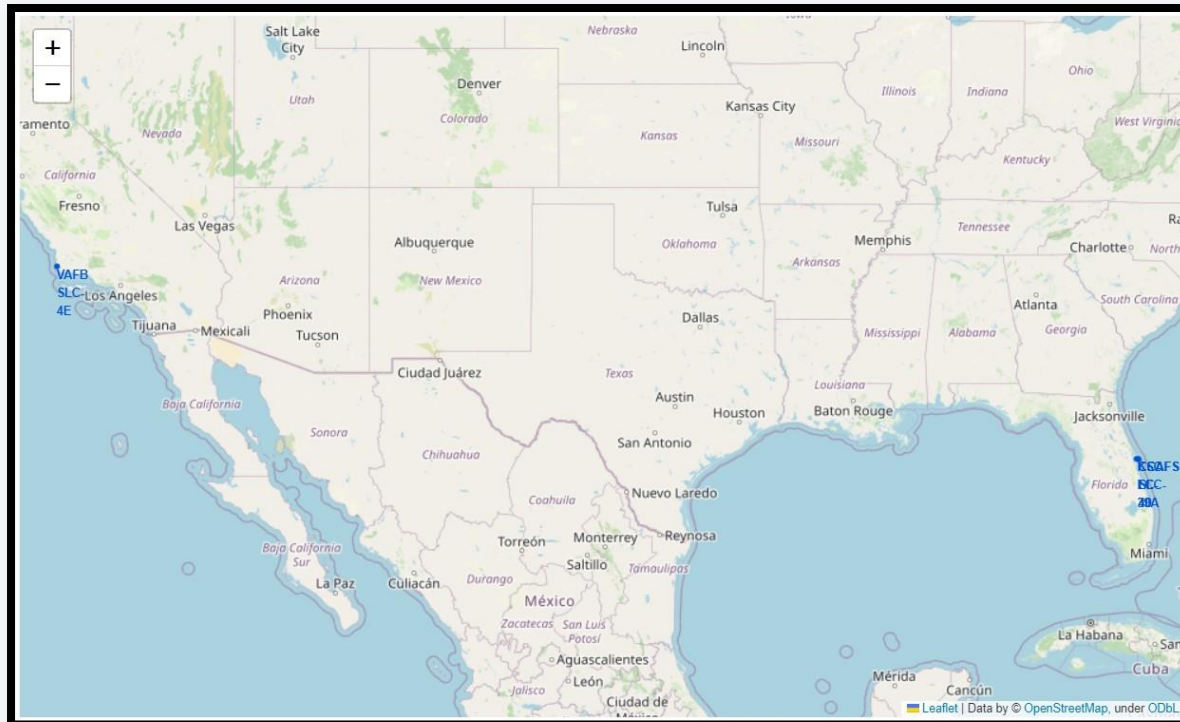 +
−
Salt Lake
City
Nebraska
Lincoln
Denver
Ohio
Utah
Colorado
Illinois
Indiana
Kansas City
ramento
Nevada
Kansas
Missouri
West Virginia
Kentucky
California
Fresno
Las Vegas
Tulsa
Albuquerque
Oklahoma
Memphis
Tennessee
Charlotte
North
Arkansas
VAFB
SLC-
4E
Los Angeles
Arizona
New Mexico
Phoenix
Atlanta
South Carolina
Tijuana
Mexicali
Tucson
Dallas
Mississippi
Alabama
Georgia
Ciudad Juárez
Texas
Louisiana
Baja California
Sonora
Austin
Houston
Baton Rouge
Jacksonville
San Antonio
Chihuahua
Florida
Coahuila
Nuevo Laredo
Torreón
Monterrey
Reynosa
Baja California
Sur
Saltillo
Tamaulipas
Miami
La Paz
Culiacán
Durango
México
Zacatecas
San Luis
Potosí
La Habana
Aguascalientes
Cuba
León
Mérida
Cancún
Jalisco
Ciudad de
México
Leaflet | Data by © OpenStreetMap, under ODbL